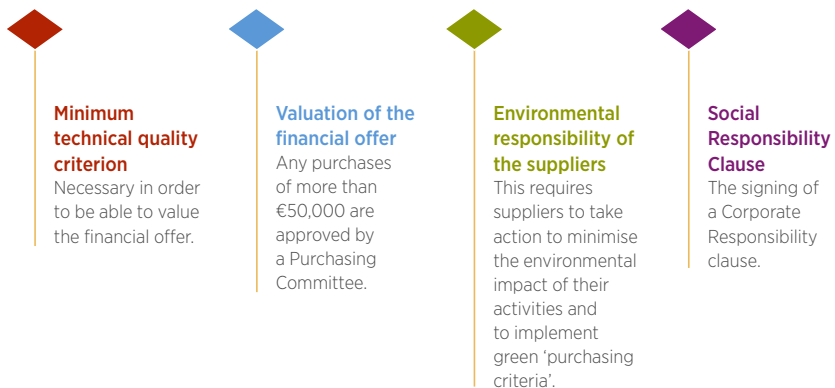 Minimum
technical quality
criterion
Necessary in order
to be able to value
the financial offer.
Valuation of the
financial offer
Any purchases
of more than
€50,000 are
approved by
a Purchasing
Committee.
Environmental
responsibility of
the suppliers
This requires
suppliers to take
action to minimise
the environmental
impact of their
activities and
to implement
green ‘purchasing
criteria’.
Social
Responsibility
Clause
The signing of
a Corporate
Responsibility
clause.